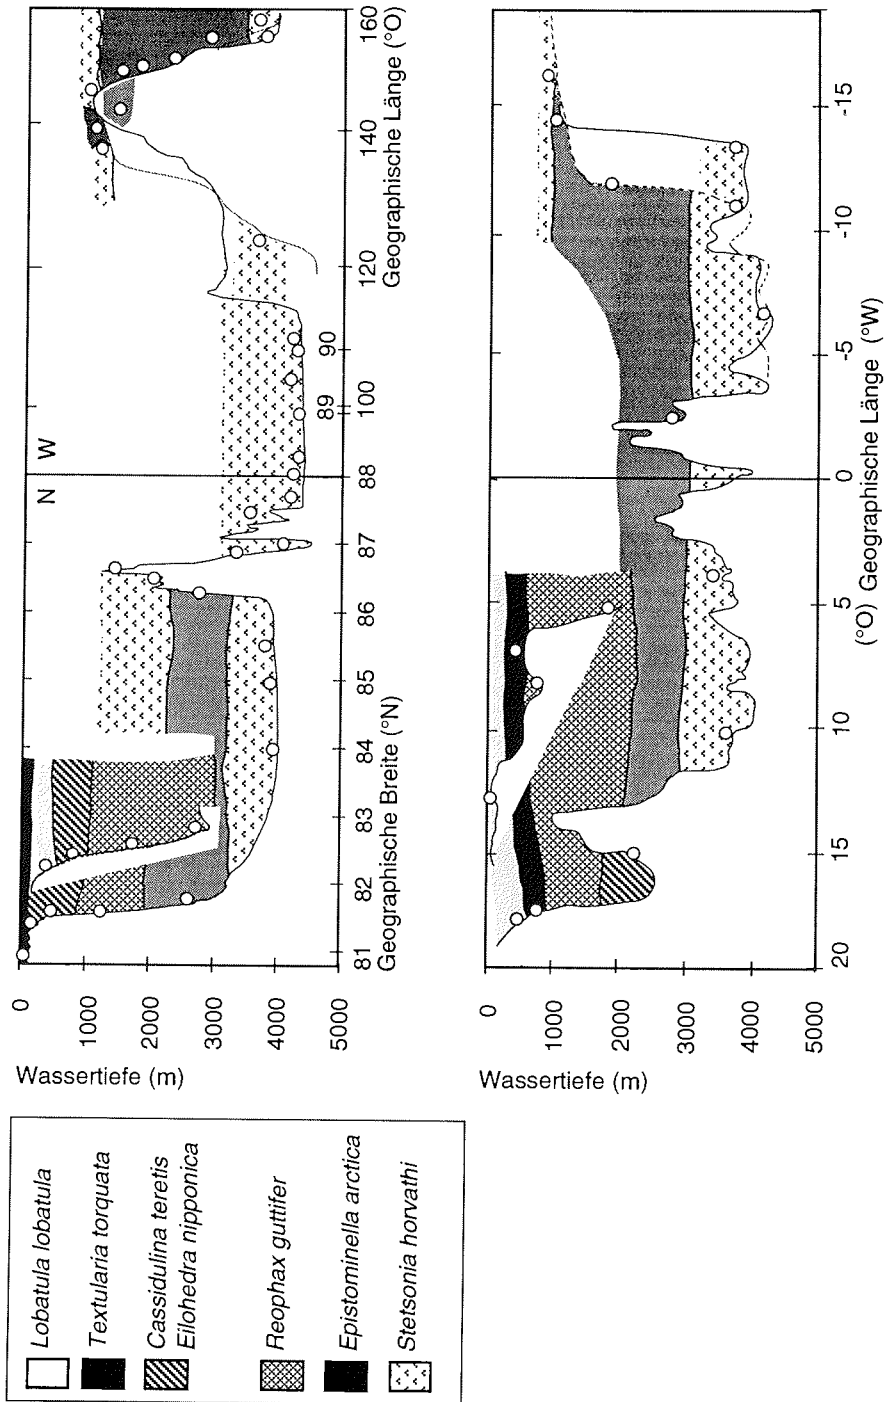 Lobatula lobatula
Textularia torquata
Cassidulina teretis
Eilohedra nipponica
Reophax guttifer
Epistominella arctica
Stetsonia horvathi
Wassertiefe (m)
0
1000
2000
3000
4000
5000
81
82
83
84
85
86
87
88
89
100
90
120
140
160
Geographische Breite (°N)
Geographische Länge (°O)
N
W
Wassertiefe (m)
0
1000
2000
3000
4000
5000
20
15
10
5
0
-5
-10
-15
(°O) Geographische Länge (°W)